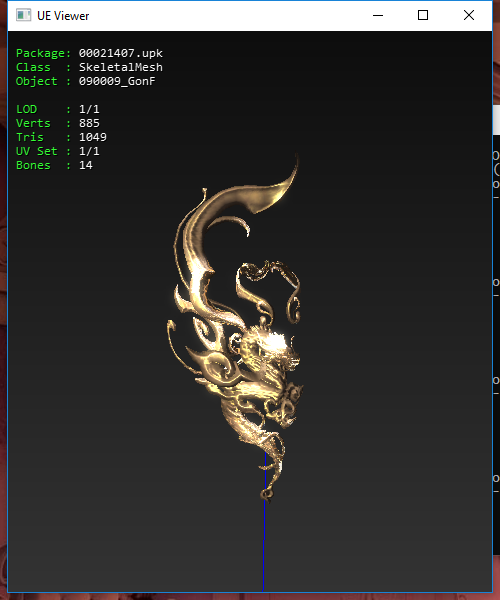 UE Viewer
Package: 00021407.upk
Class : SkeletalMesh
Object : 090009_GonF
LOD : 1/1
Verts : 885
Tris : 1049
UV Set : 1/1
Bones : 14